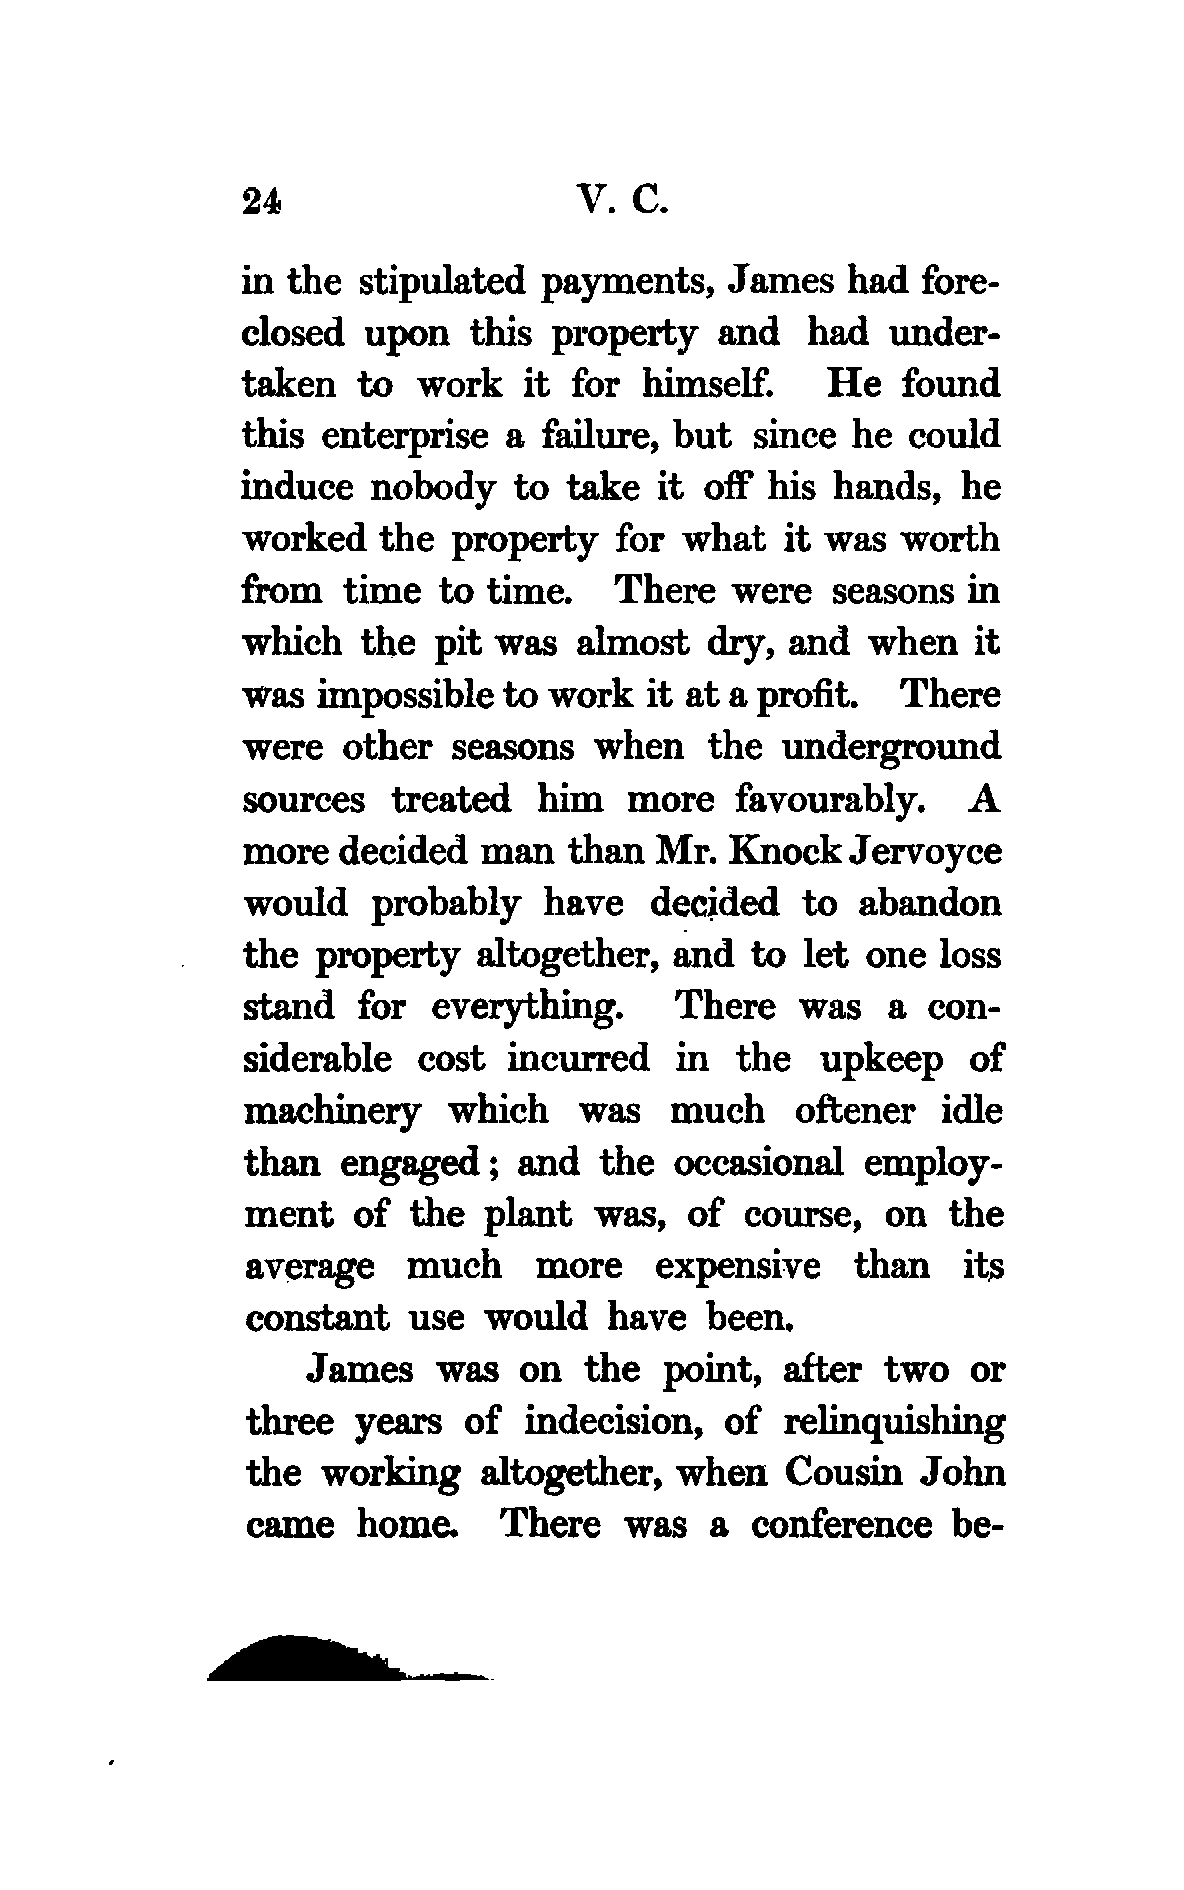 24 V. C.
in the stipulated payments, James had fore-
closed upon this property and had under-
taken to work it for himself. He found
this enterprise a failure, but since he could
induce nobody to take it off his hands, he
worked the property for what it was worth
from time to time. There were seasons in
which the pit was almost dry, and when it
was impossible to work it at a profit. There
were other seasons when the underground
sources treated him more favourably. A
more decided man than Mr. Knock Jervoyce
would probably have decided to abandon
the property altogether, and to let one loss
stand for everything. There was a con-
siderable cost incurred in the upkeep of
machinery which was much oftener idle
than engaged; and the occasional employ-
ment of the plant was, of course, on the
average much more expensive than its
constant use would have been.
James was on the point, after two or
three years of indecision, of relinquishing
the working altogether, when Cousin John
came home. There was a conference be-